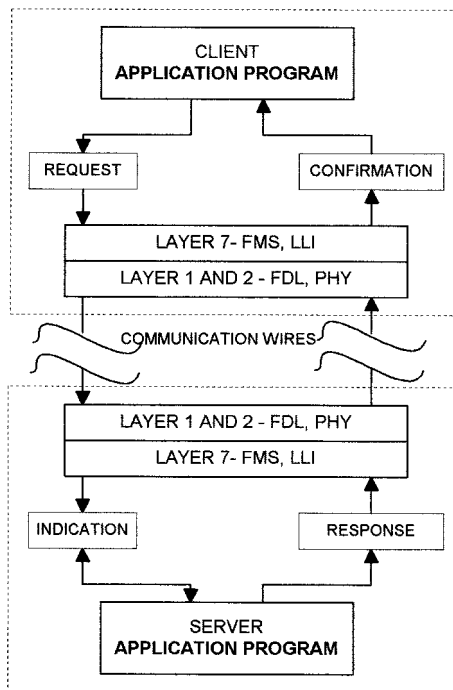 CLIENT
APPLICATION PROGRAM
REQUEST
CONFIRMATION
LAYER 7- FMS, LLI
LAYER 1 AND 2 - FDL, PHY
COMMUNICATION WIRES
LAYER 1 AND 2 - FDL, PHY
LAYER 7- FMS, LLI
INDICATION
RESPONSE
SERVER
APPLICATION PROGRAM